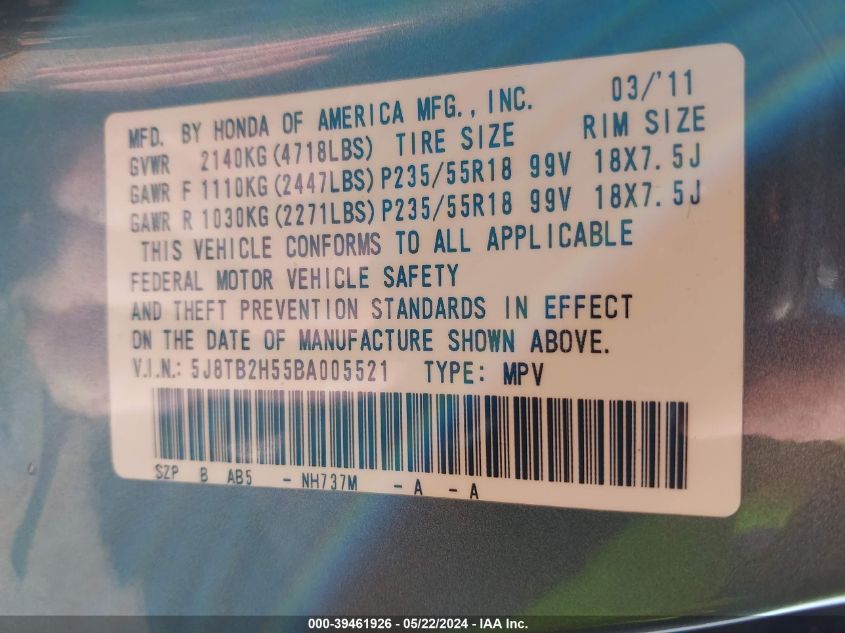 MFD. BY HONDA OF AMERICA MFG., INC. 03/'11
GVWR 2140KG (4718LBS) TIRE SIZE RIM SIZE
GAWR F 1110KG (2447LBS) P235/55R18 99V 18X7.5J
GAWR R 1030KG (2271LBS) P235/55R18 99V 18X7.5J
THIS VEHICLE CONFORMS TO ALL APPLICABLE
FEDERAL MOTOR VEHICLE SAFETY
AND THEFT PREVENTION STANDARDS IN EFFECT
ON THE DATE OF MANUFACTURE SHOWN ABOVE.
V.I.N.: 5J8TB2H55BA005521 TYPE: MPV
SZP B AB5 - NH737M - A - A
000-39461926 - 05/22/2024 - IAA Inc.